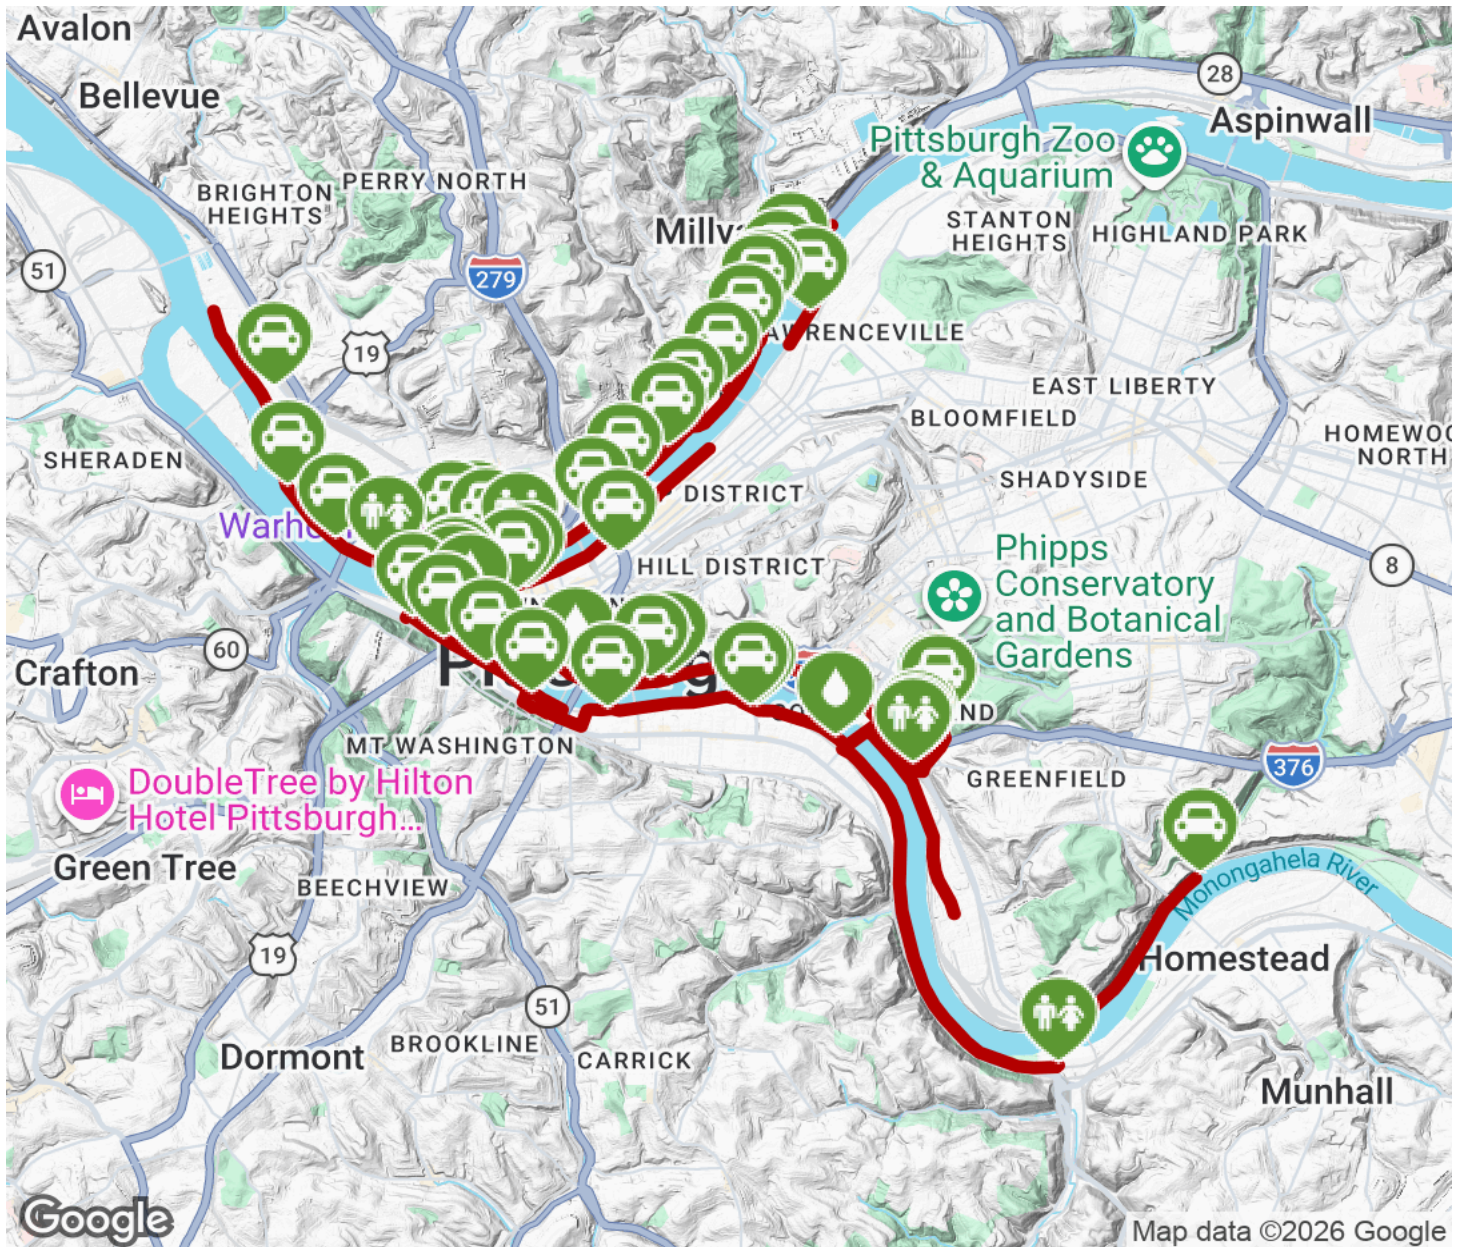 Avalon
Bellevue
28
Aspinwall
Pittsburgh Zoo
& Aquarium
BRIGHTON
HEIGHTS
PERRY NORTH
STANTON
HEIGHTS
HIGHLAND PARK
51
279
19
EAST LIBERTY
BLOOMFIELD
SHERADEN
SHADYSIDE
NORTH
DISTRICT
HILL DISTRICT
8
Phipps
Conservatory
and Botanical
Gardens
60
Crafton
MT WASHINGTON
376
GREENFIELD
DoubleTree by Hilton
Hotel Pittsburgh...
Green Tree
BEECHVIEW
Monongahela River
19
Homestead
51
Dormont
BROOKLINE
CARRICK
Munhall
Google
Map data ©2026 Google